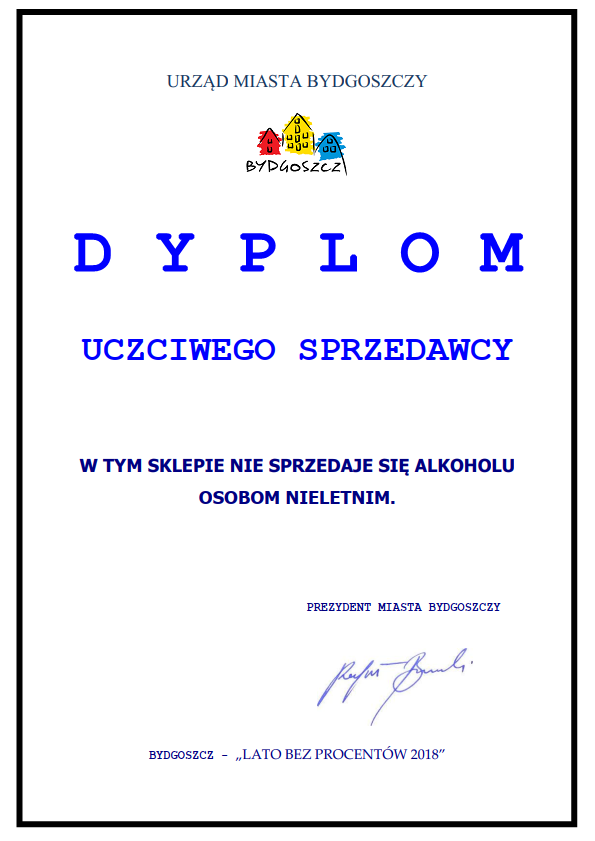 URZĄD MIASTA BYDGOSZCZY
BYDGOSZCZ
DYPLOM
UCZCIWEGO SPRZEDAWCY
W TYM SKLEPIE NIE SPRZEDAJE SIĘ ALKOHOLU
OSOBOM NIELETNIM.
PREZYDENT MIASTA BYDGOSZCZY
BYDGOSZCZ – „LATO BEZ PROCENTÓW 2018”